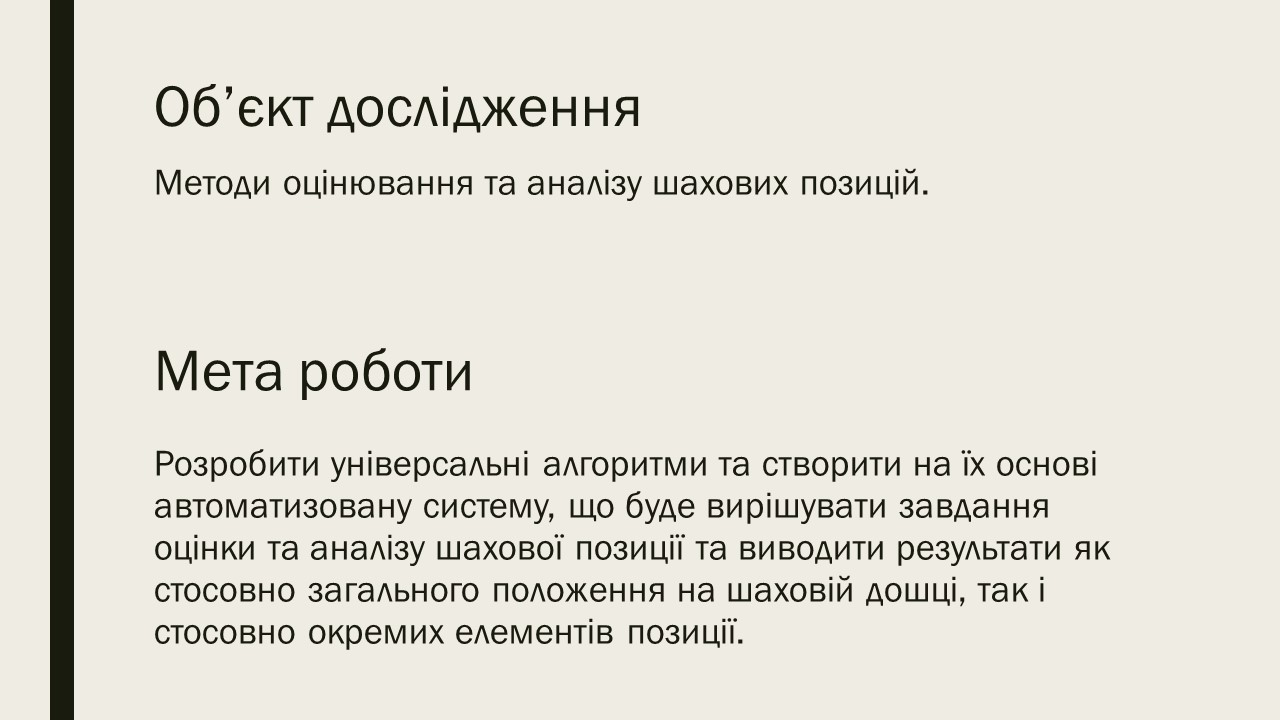 Об’єкт дослідження
Методи оцінювання та аналізу шахових позицій.
Мета роботи
Розробити універсальні алгоритми та створити на їх основі
автоматизовану систему, що буде вирішувати завдання
оцінки та аналізу шахової позиції та виводити результати як
стосовно загального положення на шаховій дошці, так і
стосовно окремих елементів позиції.